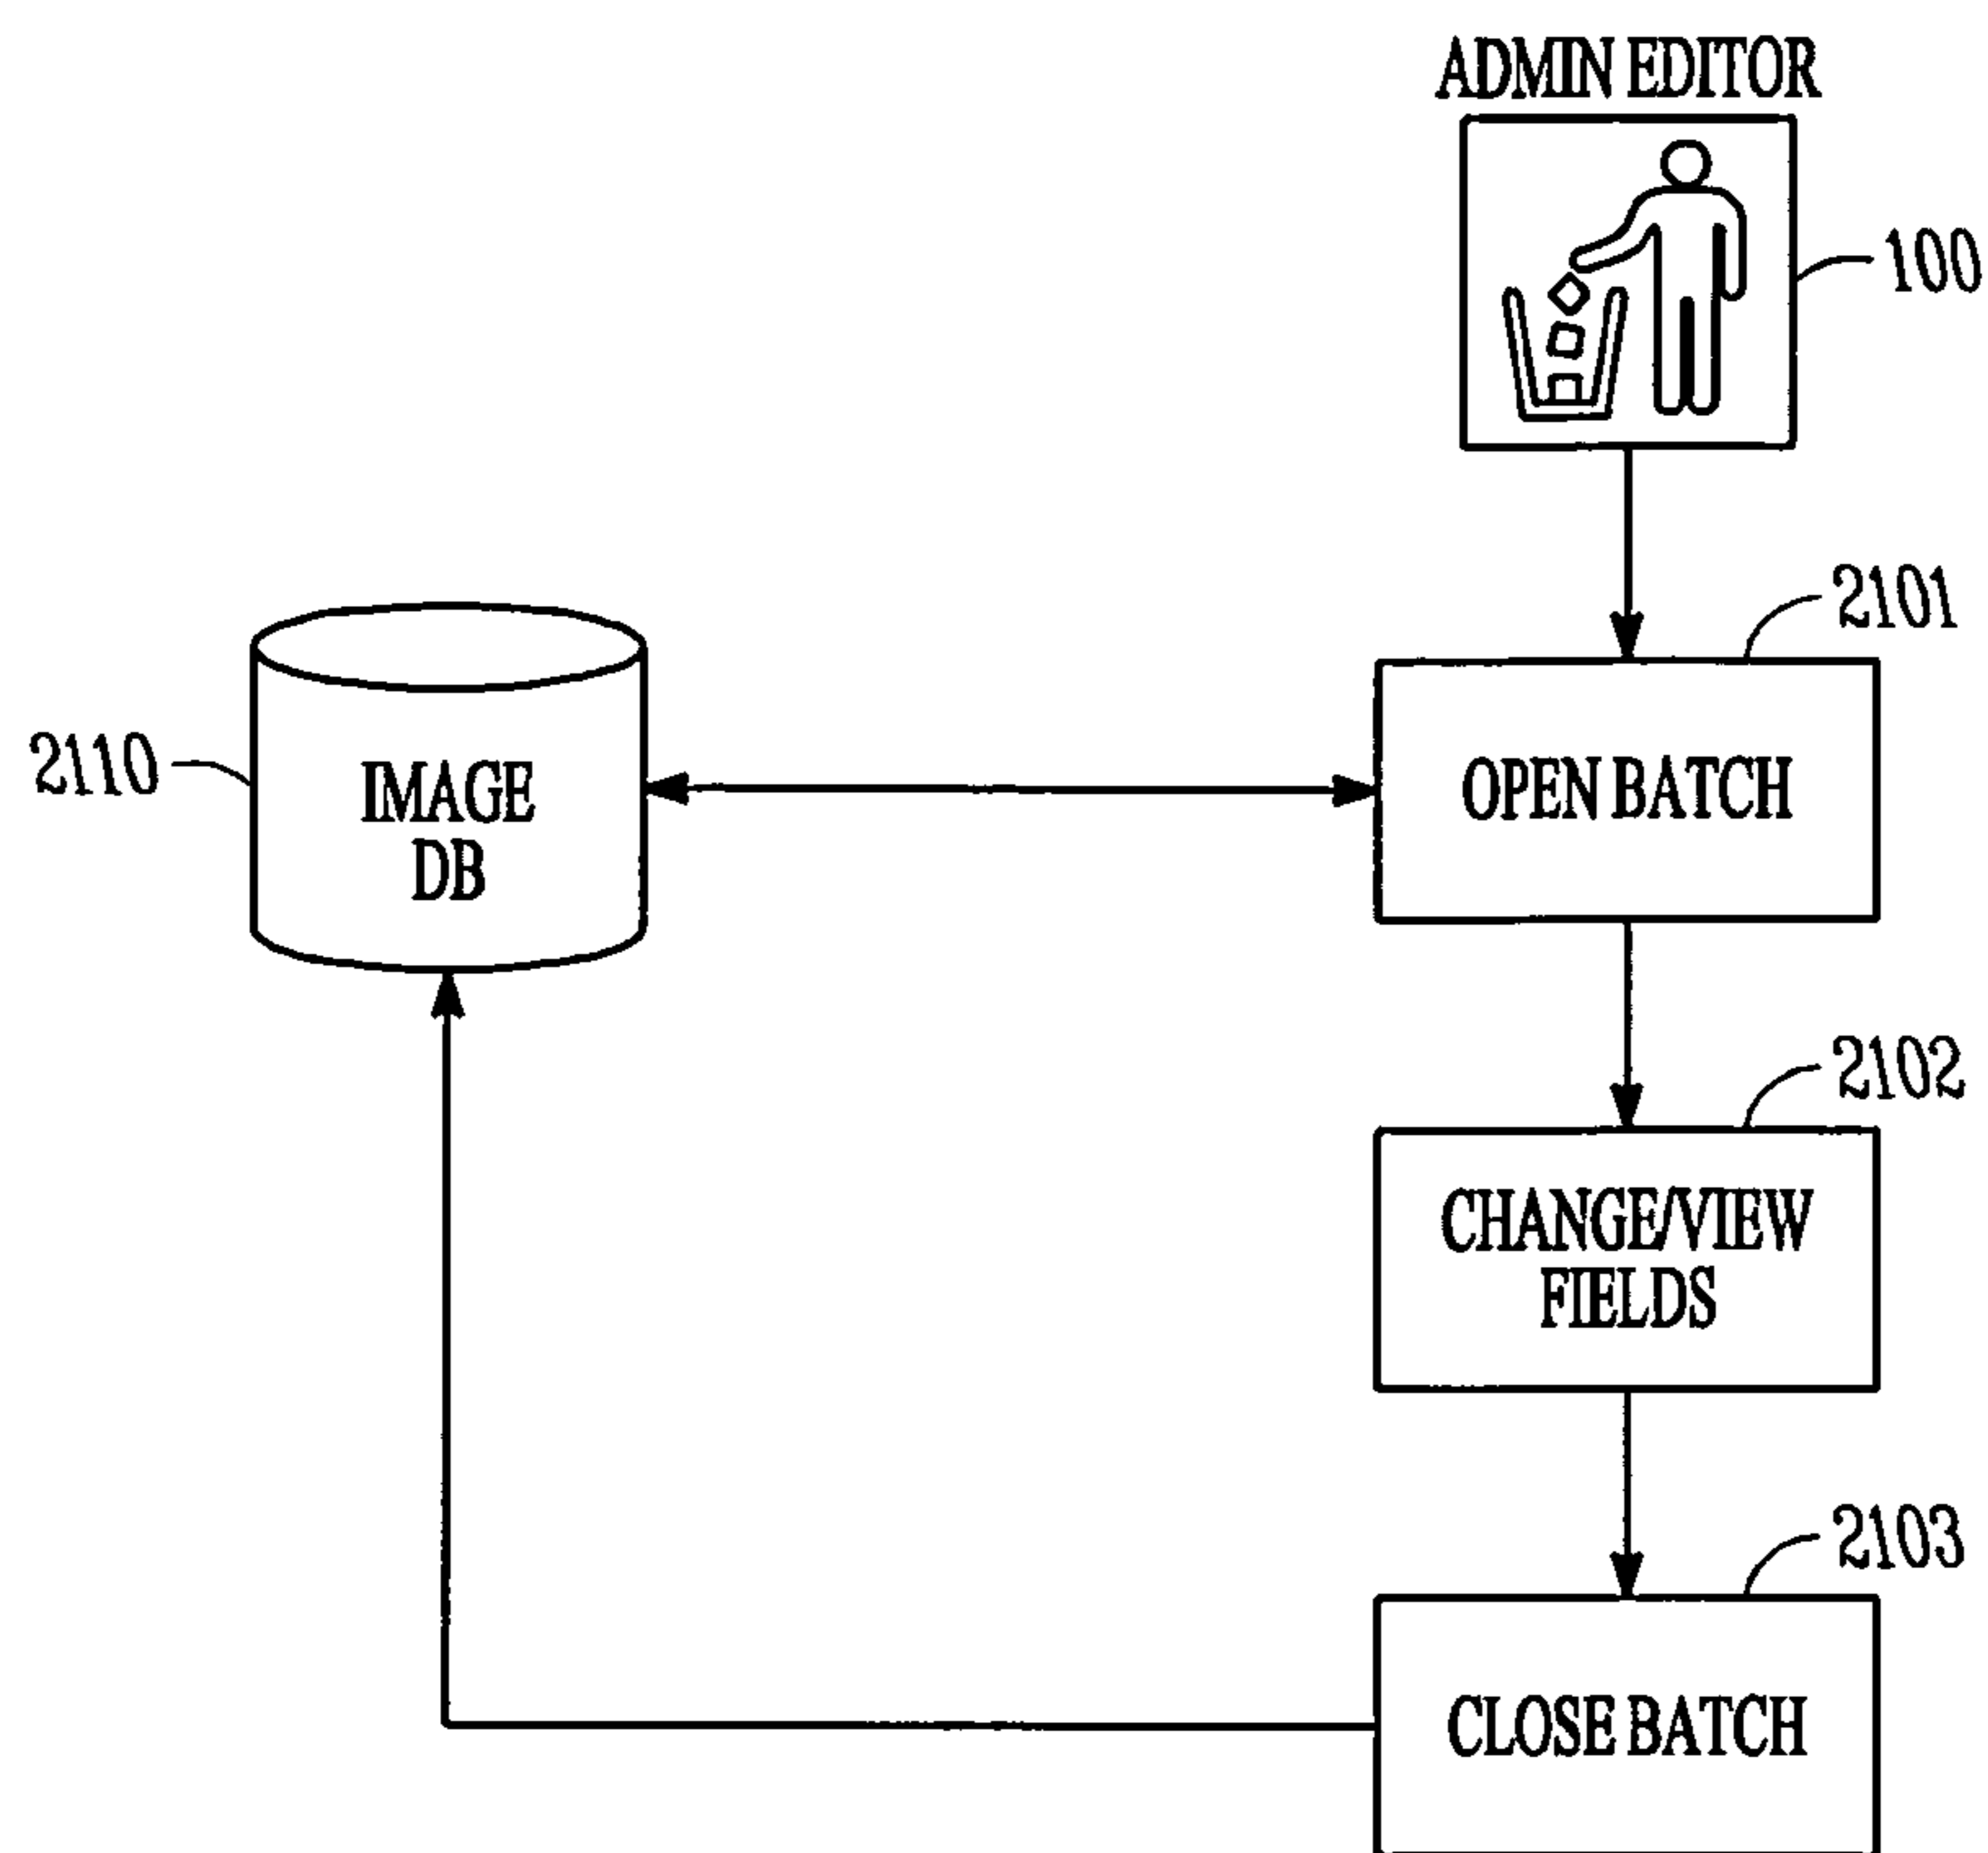 ADMIN EDITOR
100
2101
2110
IMAGE
DB
OPEN BATCH
2102
CHANGE/VIEW
FIELDS
2103
CLOSE BATCH